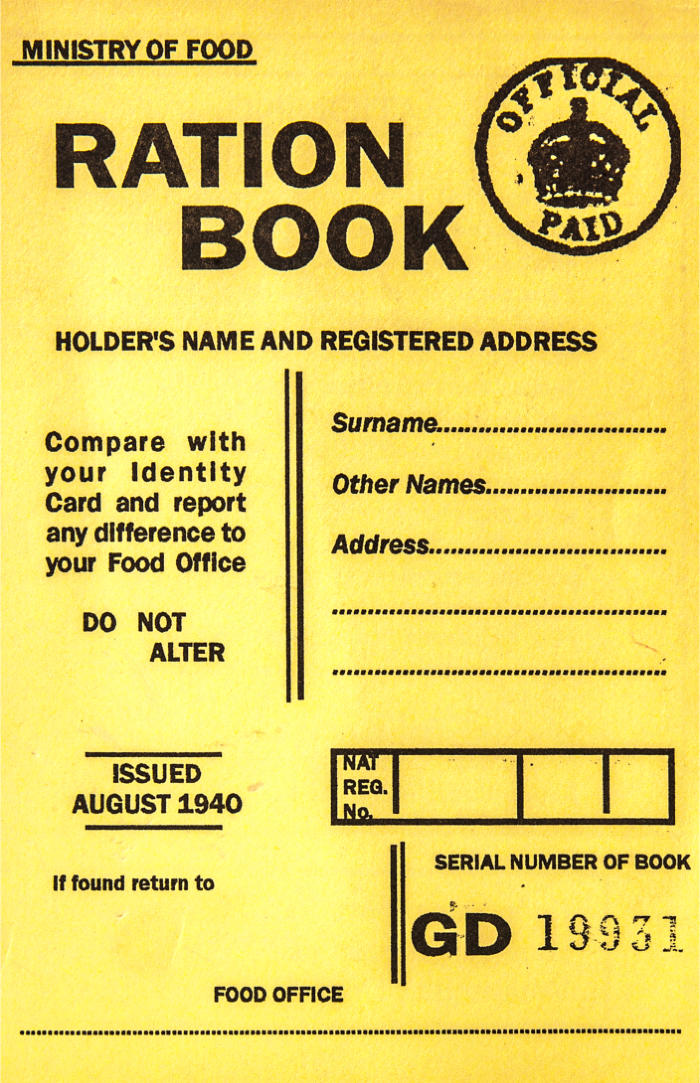 MINISTRY OF FOOD
OFFICIAL
PAID
RATION
BOOK
HOLDER'S NAME AND REGISTERED ADDRESS
Compare with
your Identity
Card and report
any difference to
your Food Office
DO NOT
ALTER
Surname
Other Names
Address
ISSUED
AUGUST 1940
NAT
REG.
No.
If found return to
FOOD OFFICE
SERIAL NUMBER OF BOOK
GD 19931